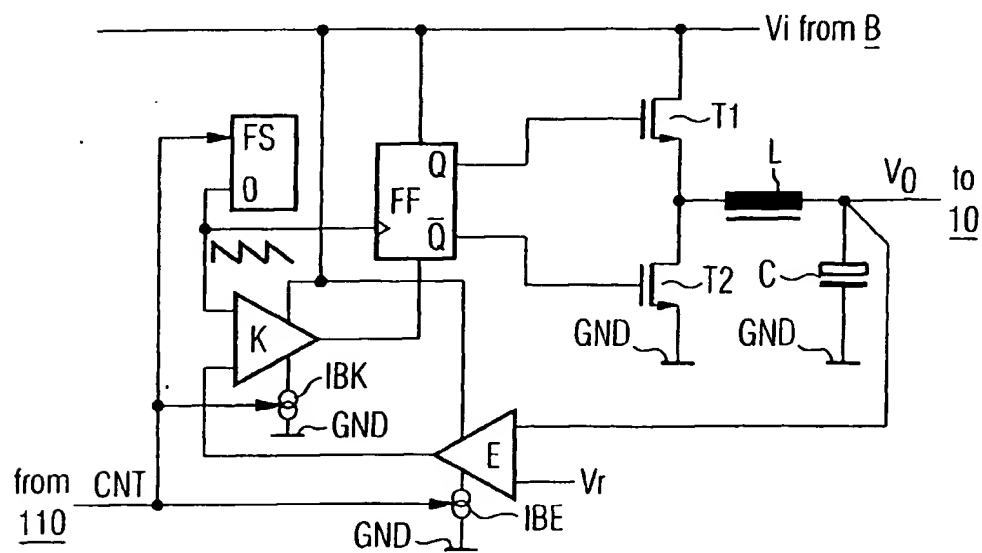 Vi from B
FS
0
FF
Q
Q̅
T1
L
V0
to
10
T2
C
GND
GND
K
IBK
GND
E
Vr
IBE
GND
from
110
CNT